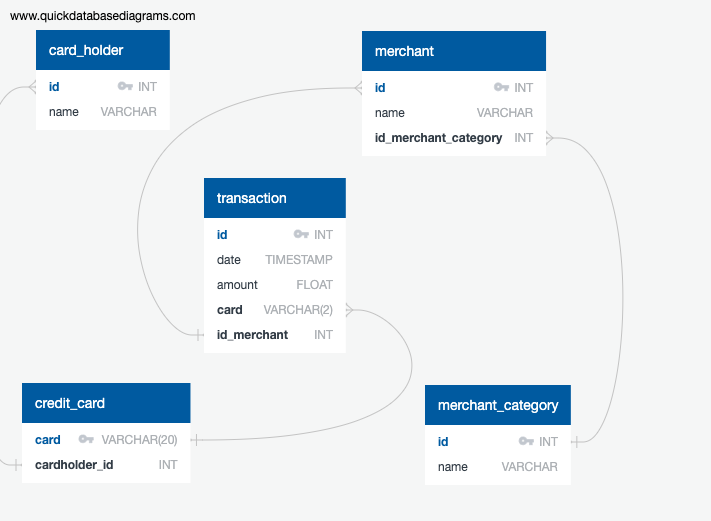 www.quickdatabasediagrams.com
card_holder
id INT
name VARCHAR
merchant
id INT
name VARCHAR
id_merchant_category INT
transaction
id INT
date TIMESTAMP
amount FLOAT
card VARCHAR(2)
id_merchant INT
credit_card
card VARCHAR(20)
cardholder_id INT
merchant_category
id INT
name VARCHAR